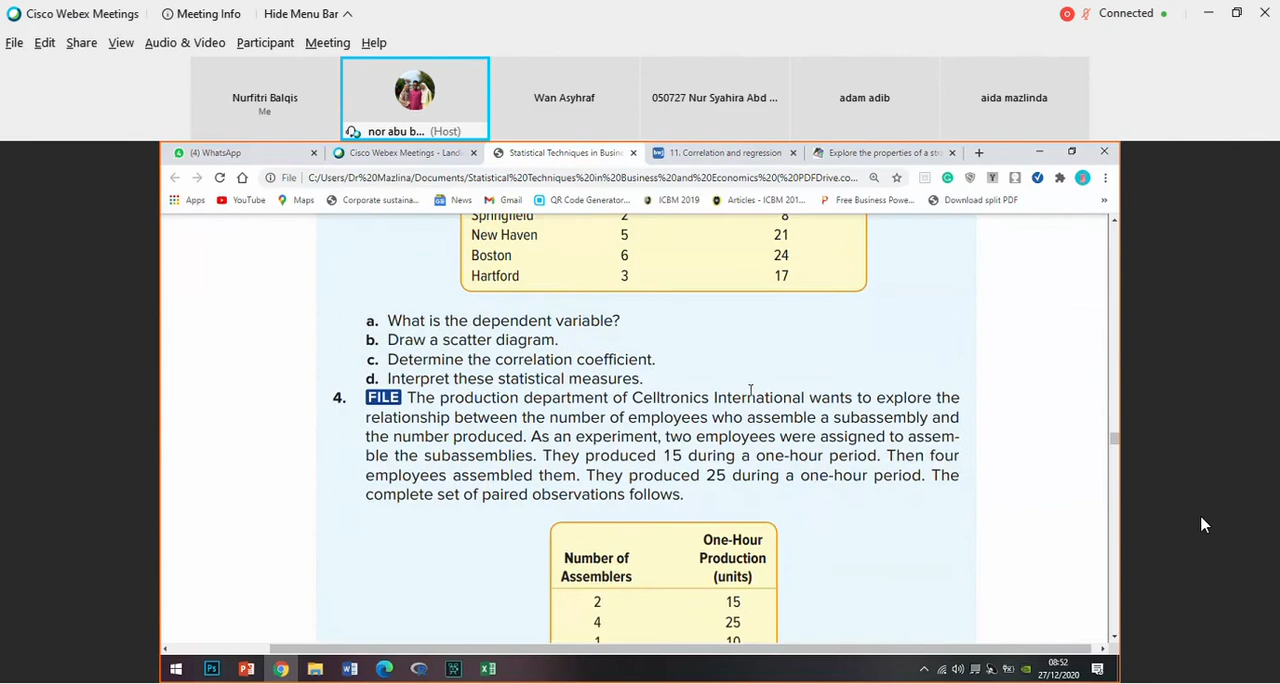 Cisco Webex Meetings Meeting Info Hide Menu Bar Connected
File Edit Share View Audio & Video Participant Meeting Help
Nurfitri Balqis
Me
nor abu b... (Host)
Wan Asyhraf
050727 Nur Syahira Abd ...
adam adib
aida mazlinda
(4) WhatsApp Cisco Webex Meetings - Land Statistical Techniques in Busine 11. Correlation and regression Explore the properties of a str
File C:/Users/Dr%20Mazlina/Documents/Statistical%20Techniques%20in%20Business%20and%20Economics%20(%20PDFDrive.co...
Apps YouTube Maps Corporate sustaina... News Gmail QR Code Generator... ICBM 2019 Articles - ICBM 201... Free Business Powe... Download split PDF »
Springfield 2 8
New Haven 5 21
Boston 6 24
Hartford 3 17
a. What is the dependent variable?
b. Draw a scatter diagram.
c. Determine the correlation coefficient.
d. Interpret these statistical measures.
4. FILE The production department of Celltronics International wants to explore the
relationship between the number of employees who assemble a subassembly and
the number produced. As an experiment, two employees were assigned to assem-
ble the subassemblies. They produced 15 during a one-hour period. Then four
employees assembled them. They produced 25 during a one-hour period. The
complete set of paired observations follows.
One-Hour
Number of Production
Assemblers (units)
2 15
4 25
1 10
08:52
27/12/2020